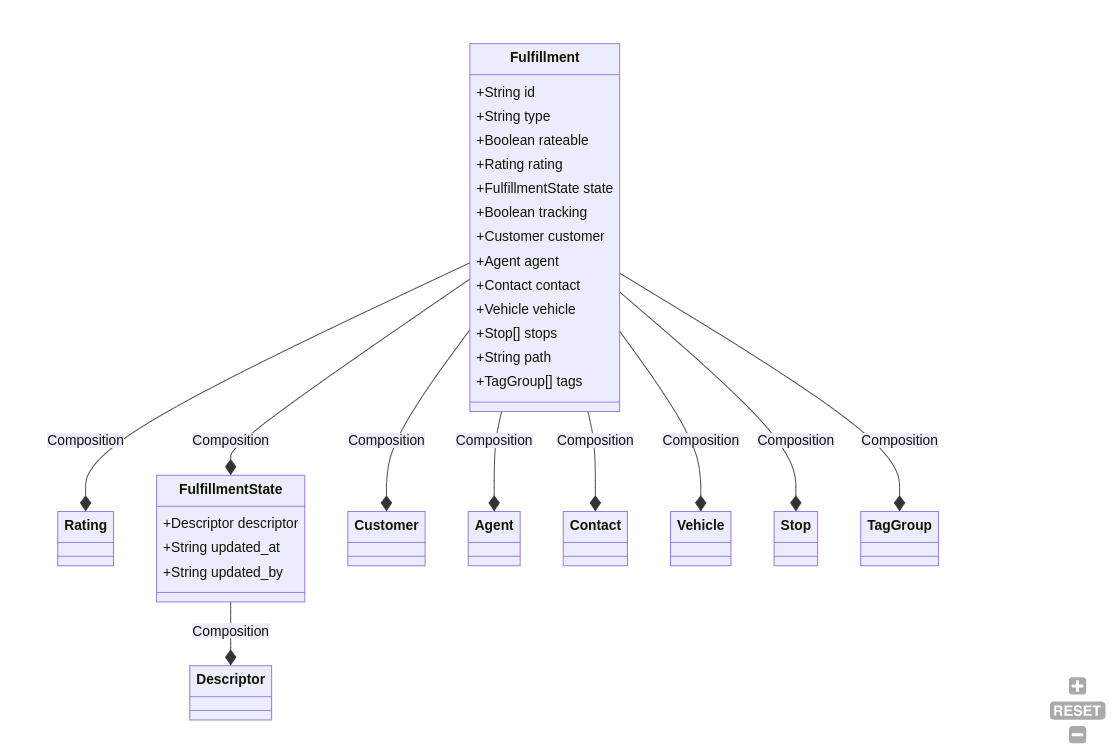 Fulfillment
+String id
+String type
+Boolean rateable
+Rating rating
+FulfillmentState state
+Boolean tracking
+Customer customer
+Agent agent
+Contact contact
+Vehicle vehicle
+Stop[] stops
+String path
+TagGroup[] tags
Composition Composition Composition Composition Composition Composition Composition Composition
Rating
FulfillmentState
+Descriptor descriptor
+String updated_at
+String updated_by
Customer
Agent
Contact
Vehicle
Stop
TagGroup
Composition
Descriptor
RESET